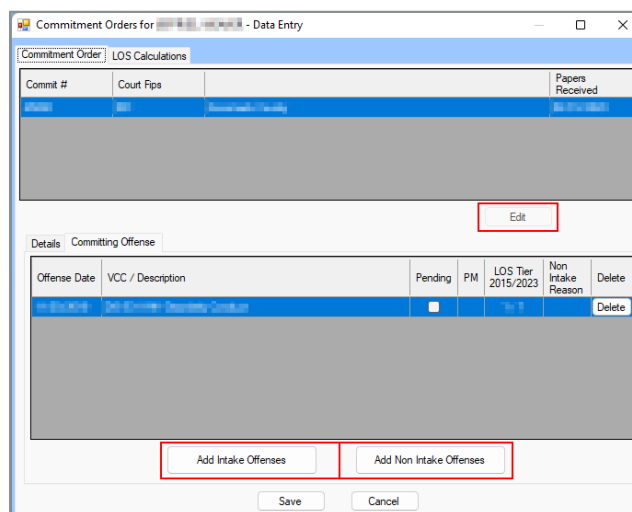 Commitment Orders for - Data Entry
Commitment Order LOS Calculations
Commit # Court Fips Papers Received
Edit
Details Committing Offense
Offense Date VCC / Description Pending PM LOS Tier 2015/2023 Non Intake Reason Delete
Delete
Add Intake Offenses Add Non Intake Offenses
Save Cancel